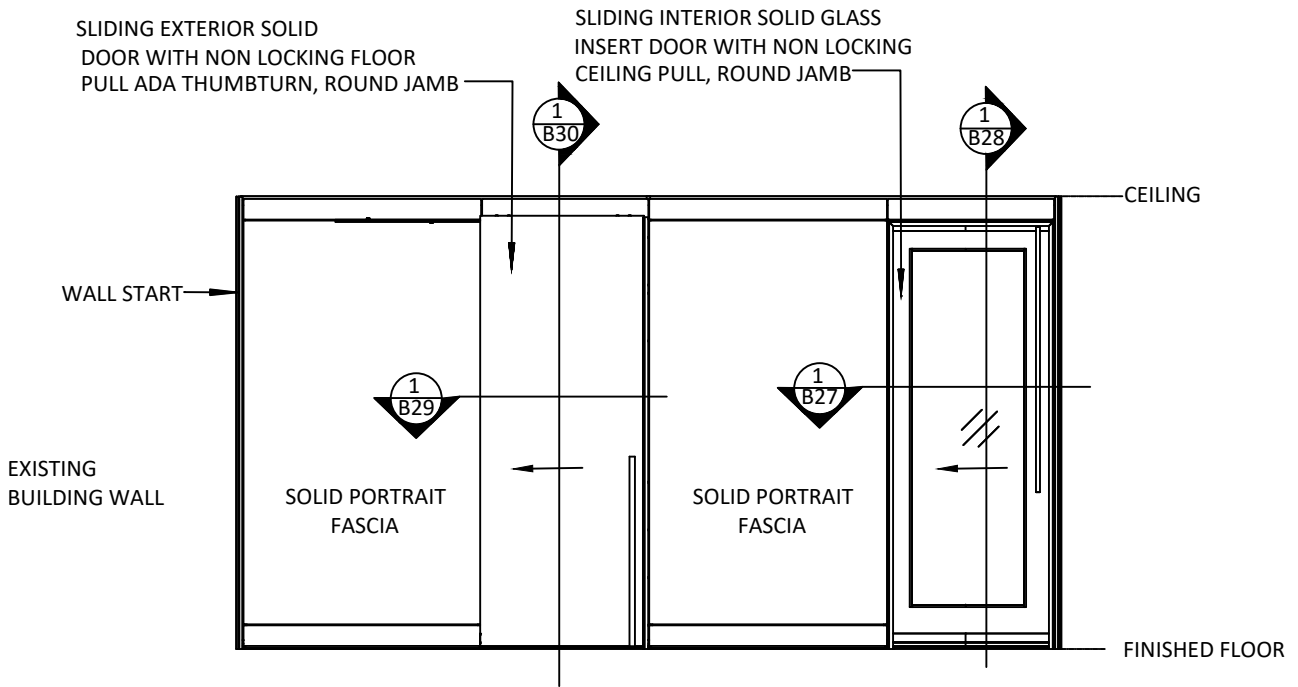 SLIDING EXTERIOR SOLID
DOOR WITH NON LOCKING FLOOR
PULL ADA THUMBTURN, ROUND JAMB
SLIDING INTERIOR SOLID GLASS
INSERT DOOR WITH NON LOCKING
CEILING PULL, ROUND JAMB
1
B30
1
B28
CEILING
WALL START
1
B29
1
B27
EXISTING
BUILDING WALL
SOLID PORTRAIT
FASCIA
SOLID PORTRAIT
FASCIA
FINISHED FLOOR